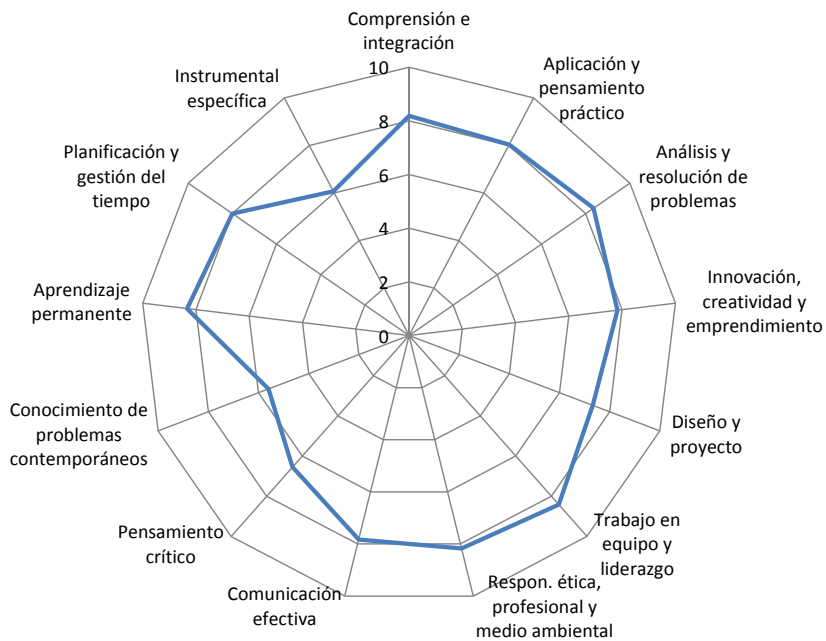 Comprensión e
integración
Aplicación y
pensamiento
práctico
Análisis y
resolución de
problemas
Innovación,
creatividad y
emprendimiento
Diseño y
proyecto
Trabajo en
equipo y
liderazgo
Respon. ética,
profesional y
medio ambiental
Comunicación
efectiva
Pensamiento
crítico
Conocimiento de
problemas
contemporáneos
Aprendizaje
permanente
Planificación y
gestión del
tiempo
Instrumental
específica
10
8
6
4
2
0